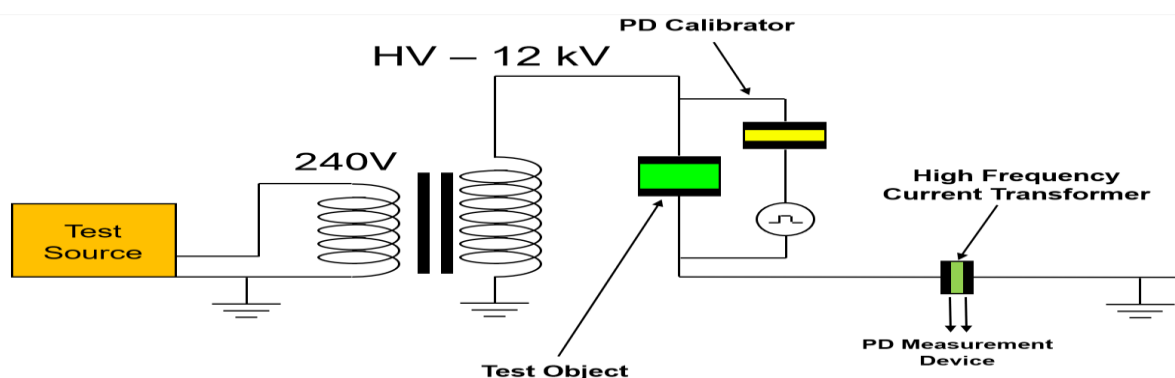 PD Calibrator
HV – 12 kV
240V
High Frequency
Current Transformer
Test
Source
PD Measurement
Device
Test Object